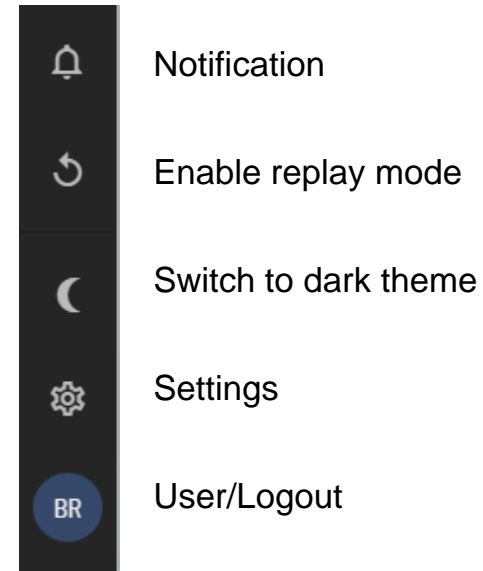 Notification
Enable replay mode
Switch to dark theme
Settings
BR User/Logout